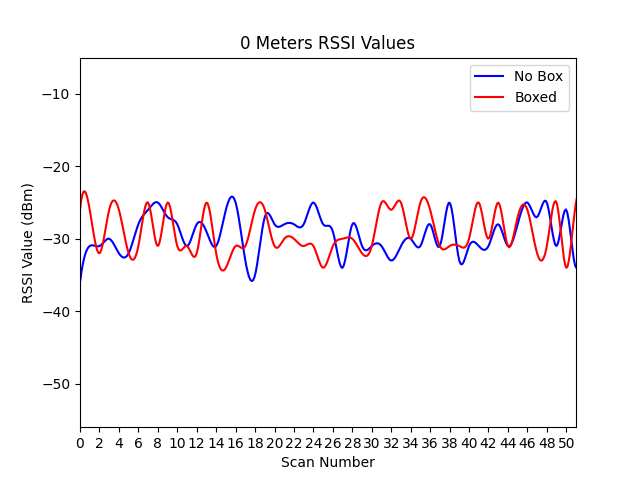 0 Meters RSSI Values
No Box
Boxed
RSSI Value (dBm)
−10
−20
−30
−40
−50
0 2 4 6 8 10 12 14 16 18 20 22 24 26 28 30 32 34 36 38 40 42 44 46 48 50
Scan Number